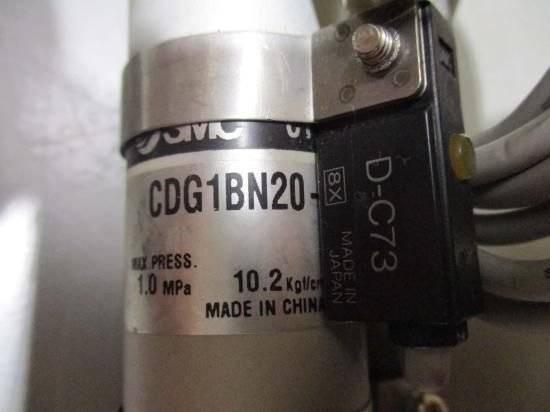 SMC
CDG1BN20-
MAX.PRESS.
1.0 MPa 10.2 Kgf/cm
MADE IN CHINA
D-C73
8X
MADE IN
JAPAN